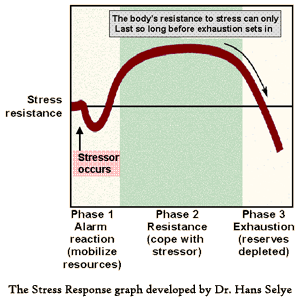 The body's resistance to stress can only
Last so long before exhaustion sets in
Stress
resistance
Stressor
occurs
Phase 1
Alarm
reaction
(mobilize
resources)
Phase 2
Resistance
(cope with
stressor)
Phase 3
Exhaustion
(reserves
depleted)
The Stress Response graph developed by Dr. Hans Selye